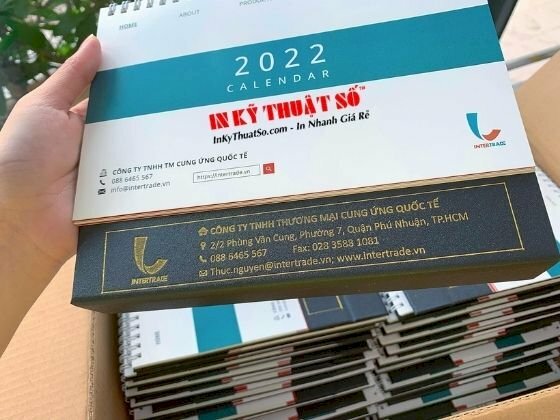 HOME
ABOUT
2022
CALENDAR
IN KỸ THUẬT SỐ™
InKyThuatSo.com - In Nhanh Giá Rẻ
CÔNG TY TNHH TM CUNG ỨNG QUỐC TẾ
088 6465 567
info@intertrade.vn
https://intertrade.vn
INTERTRADE
CÔNG TY TNHH THƯƠNG MẠI CUNG ỨNG QUỐC TẾ
2/2 Phùng Văn Cung, Phường 7, Quận Phú Nhuận, TP.HCM
088 6465 567 Fax: 028 3588 1081
Thuc.nguyen@intertrade.vn; www.intertrade.vn
INTERTRADE